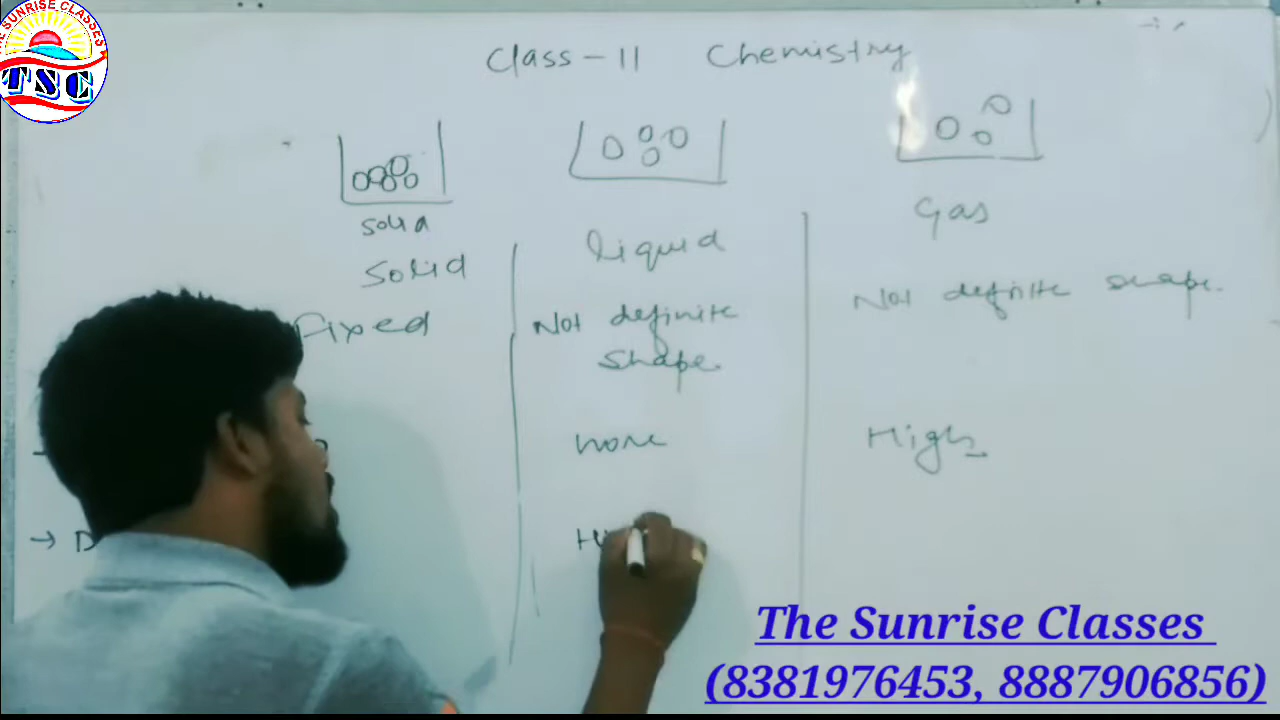 THE SUNRISE CLASSES
TSC
Class - 11 Chemistry
Solid
Solid
Fixed
liquid
Not definite
shape.
none
Gas
Not definite shape.
High
→ D
Hi
The Sunrise Classes
(8381976453, 8887906856)